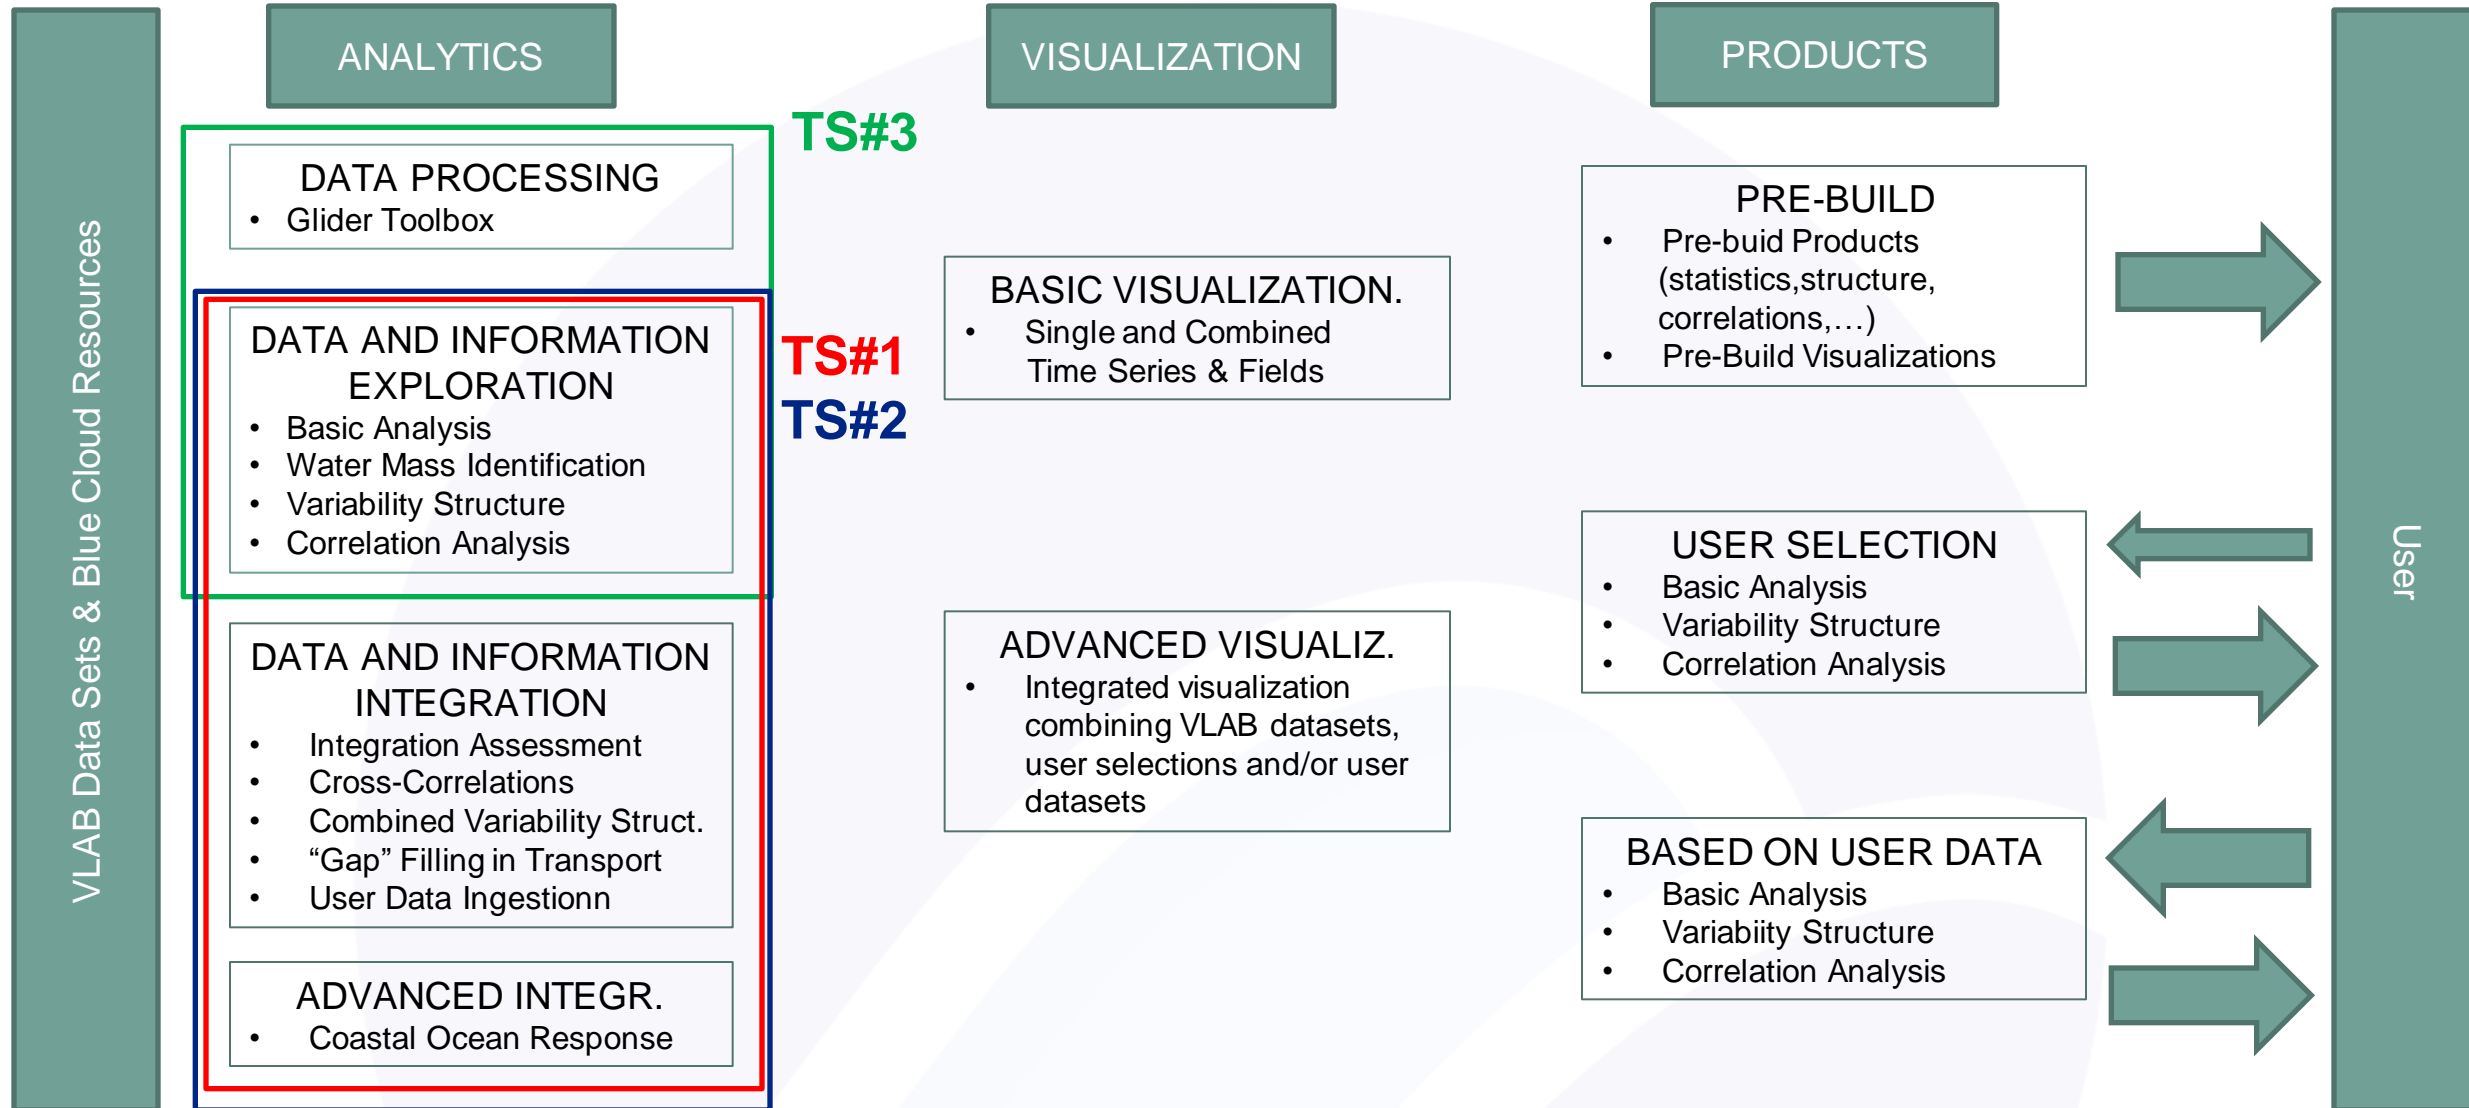 VLAB Data Sets & Blue Cloud Resources
ANALYTICS
TS#3
DATA PROCESSING
• Glider Toolbox
DATA AND INFORMATION
EXPLORATION
• Basic Analysis
• Water Mass Identification
• Variability Structure
• Correlation Analysis
TS#1
TS#2
DATA AND INFORMATION
INTEGRATION
• Integration Assessment
• Cross-Correlations
• Combined Variability Struct.
• “Gap” Filling in Transport
• User Data Ingestionn
ADVANCED INTEGR.
• Coastal Ocean Response
VISUALIZATION
BASIC VISUALIZATION.
• Single and Combined
Time Series & Fields
ADVANCED VISUALIZ.
• Integrated visualization
combining VLAB datasets,
user selections and/or user
datasets
PRODUCTS
PRE-BUILD
• Pre-buid Products
(statistics,structure,
correlations,…)
• Pre-Build Visualizations
USER SELECTION
• Basic Analysis
• Variability Structure
• Correlation Analysis
BASED ON USER DATA
• Basic Analysis
• Variabiity Structure
• Correlation Analysis
User